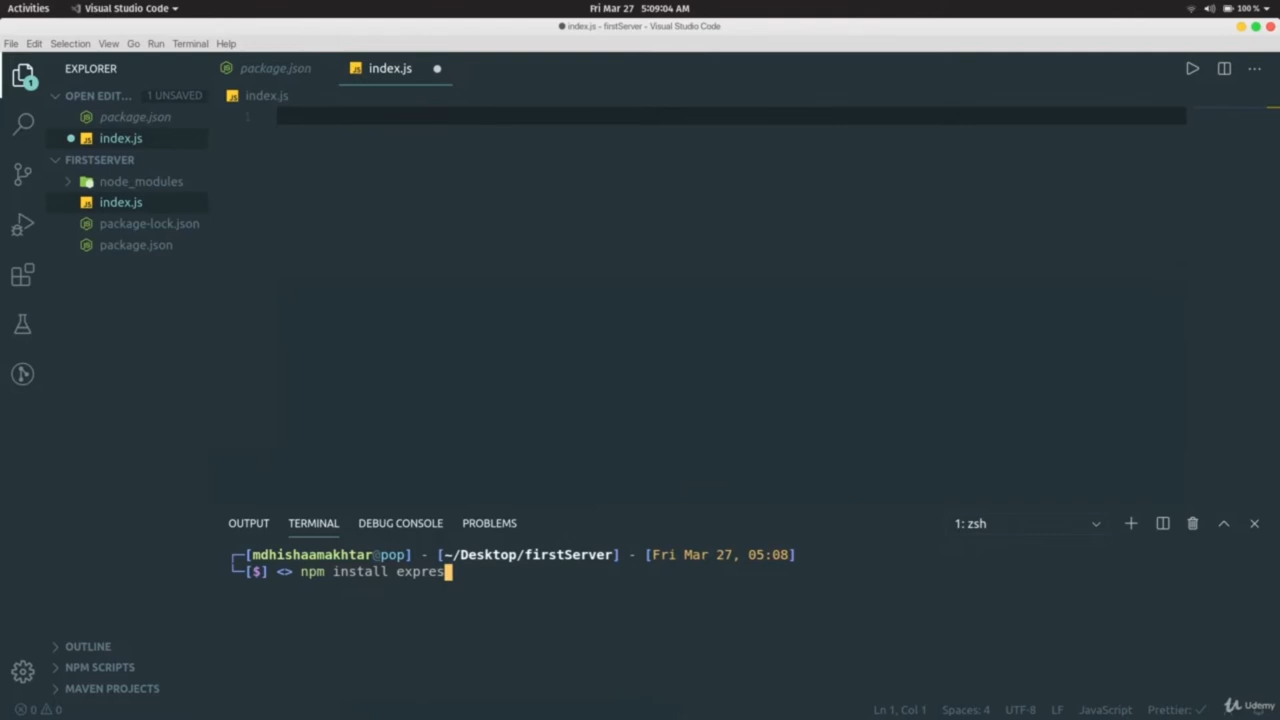 Activities
Visual Studio Code
Fri Mar 27 5:09:04 AM
100 %
● index.js - firstServer - Visual Studio Code
File Edit Selection View Go Run Terminal Help
EXPLORER
package.json
index.js
OPEN EDIT... 1 UNSAVED
index.js
package.json
1
index.js
FIRSTSERVER
node_modules
index.js
package-lock.json
package.json
OUTPUT TERMINAL DEBUG CONSOLE PROBLEMS
1: zsh
[mdhishaamakhtar@pop] - [~/Desktop/firstServer] - [Fri Mar 27, 05:08]
[$] <> npm install expres
OUTLINE
NPM SCRIPTS
MAVEN PROJECTS
0 0
Ln 1, Col 1 Spaces: 4 UTF-8 LF JavaScript Prettier: ✓
Udemy